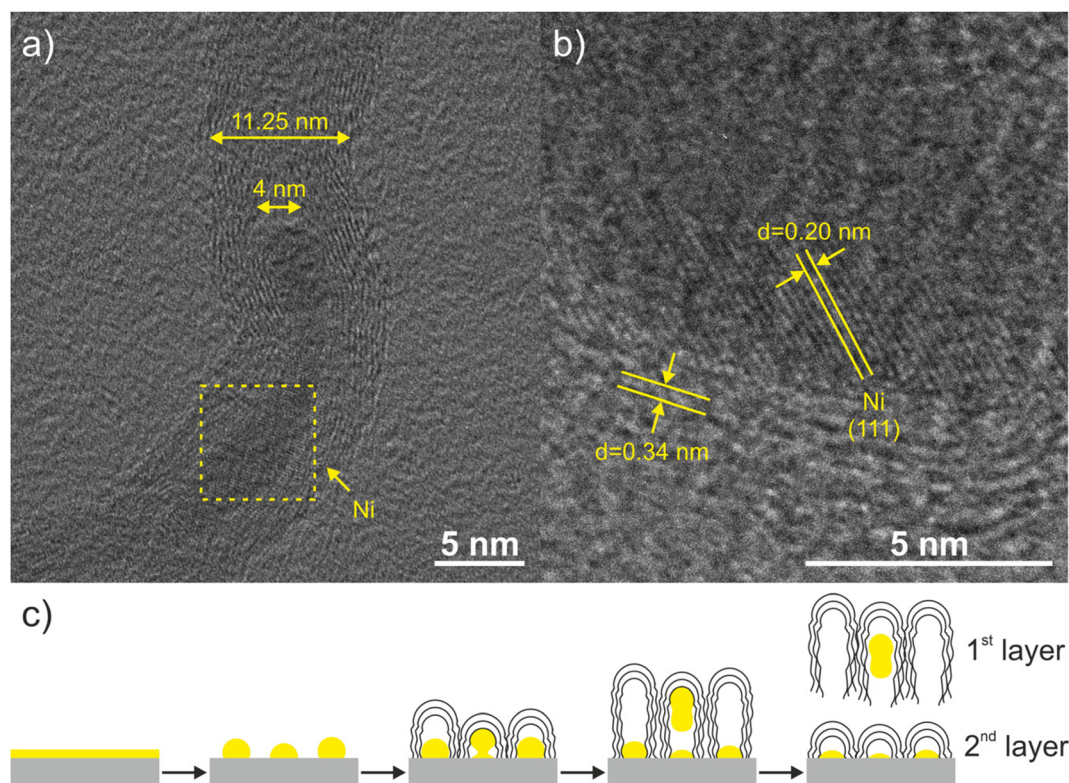 a)
11.25 nm
4 nm
Ni
5 nm
b)
d=0.20 nm
d=0.34 nm
Ni
(111)
5 nm
c)
1st layer
2nd layer